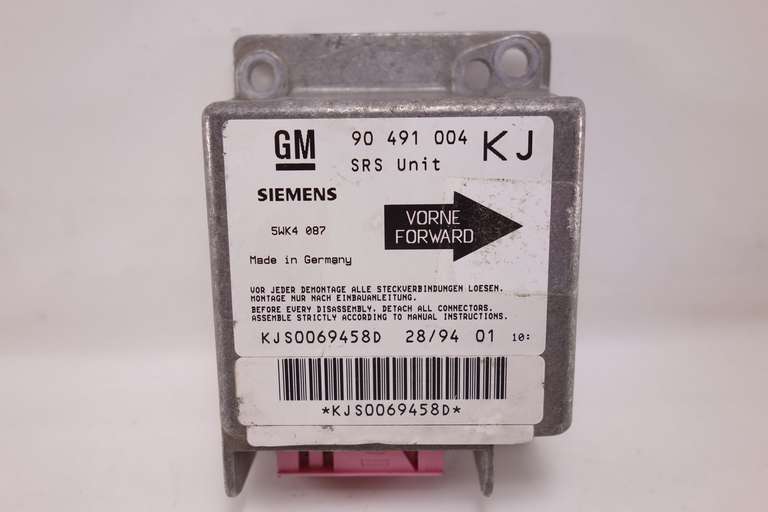 GM 90 491 004 KJ
SRS Unit
SIEMENS
5WK4 087
VORNE
FORWARD
Made in Germany
VOR JEDER DEMONTAGE ALLE STECKVERBINDUNGEN LOESEN.
MONTAGE NUR NACH EINBAUANLEITUNG.
BEFORE EVERY DISASSEMBLY, DETACH ALL CONNECTORS.
ASSEMBLE STRICTLY ACCORDING TO MANUAL INSTRUCTIONS.
KJS0069458D 28/94 01 10:
*KJS0069458D*